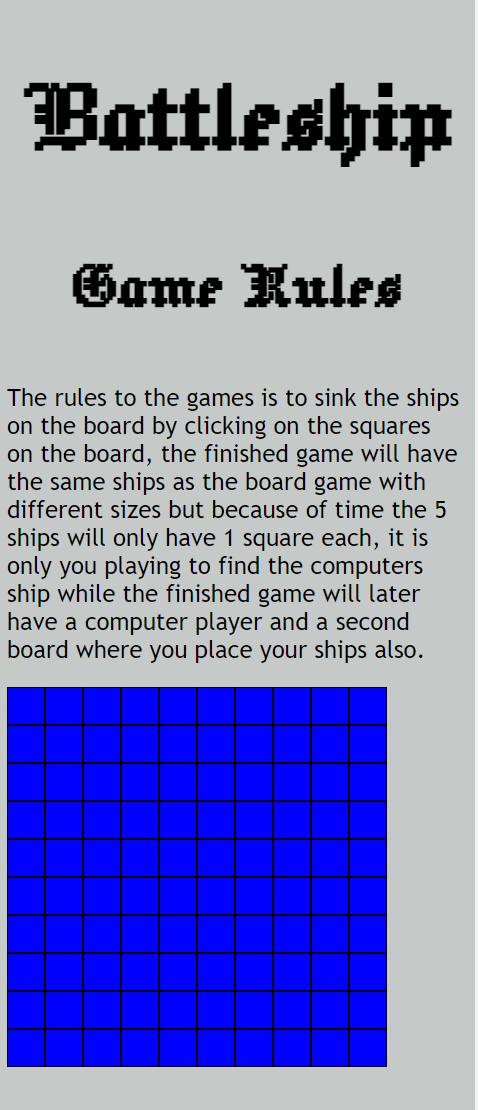 Battleship
Game Rules
The rules to the games is to sink the ships
on the board by clicking on the squares
on the board, the finished game will have
the same ships as the board game with
different sizes but because of time the 5
ships will only have 1 square each, it is
only you playing to find the computers
ship while the finished game will later
have a computer player and a second
board where you place your ships also.